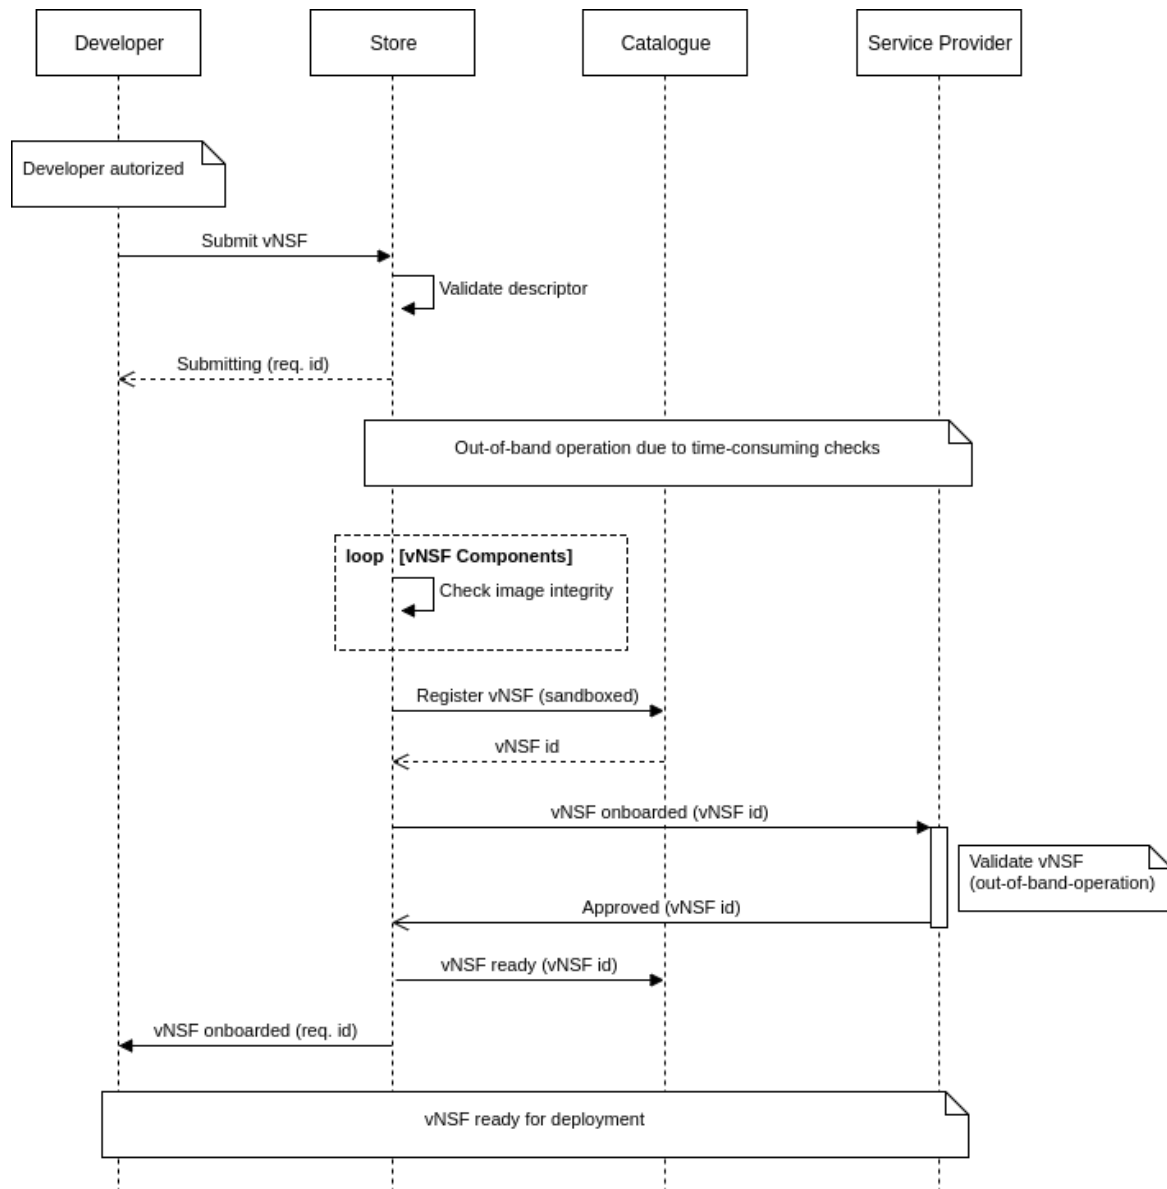 Developer
Store
Catalogue
Service Provider
Developer autorized
Submit vNSF
Validate descriptor
Submitting (req. id)
Out-of-band operation due to time-consuming checks
loop [vNSF Components]
Check image integrity
Register vNSF (sandboxed)
vNSF id
vNSF onboarded (vNSF id)
Validate vNSF
(out-of-band-operation)
Approved (vNSF id)
vNSF ready (vNSF id)
vNSF onboarded (req. id)
vNSF ready for deployment